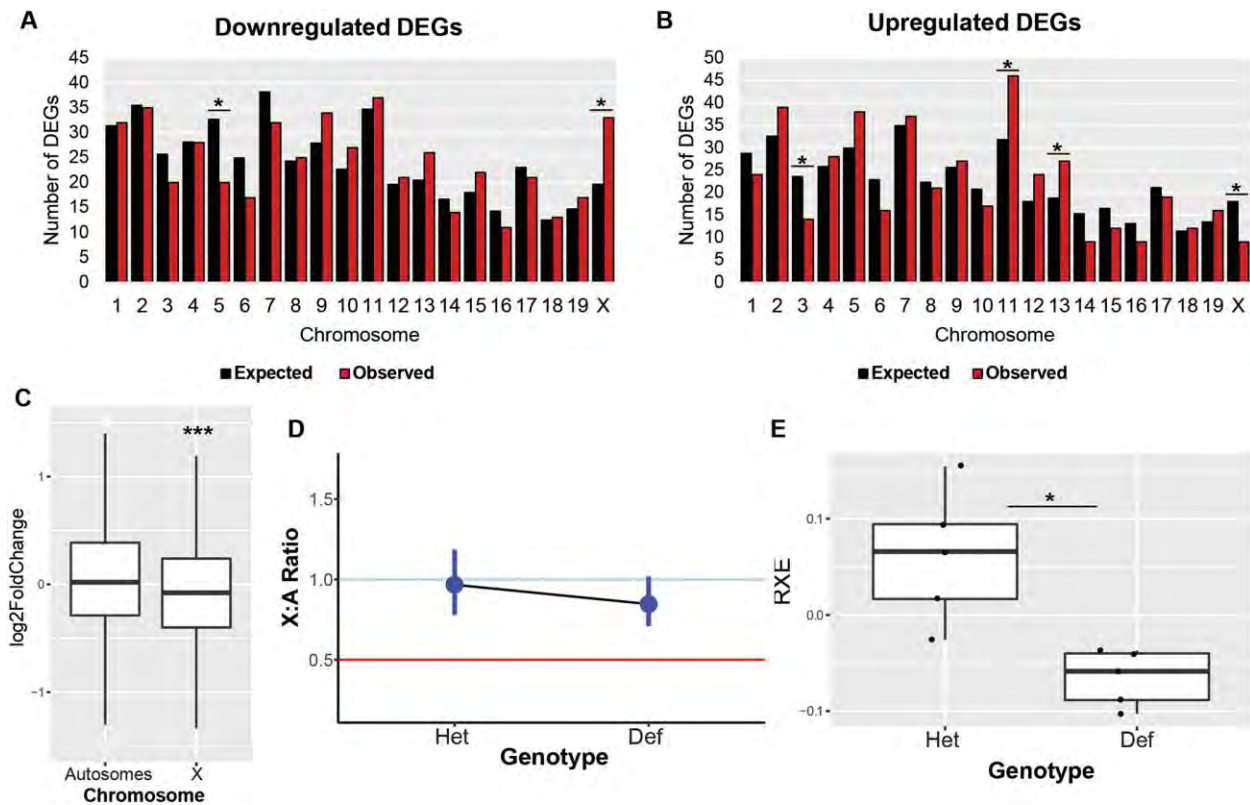 A
Downregulated DEGs
45
40
35
30
25
20
15
10
5
0
Number of DEGs
*
*
1 2 3 4 5 6 7 8 9 10 11 12 13 14 15 16 17 18 19 X
Chromosome
Expected Observed
B
Upregulated DEGs
50
45
40
35
30
25
20
15
10
5
0
Number of DEGs
*
*
*
*
1 2 3 4 5 6 7 8 9 10 11 12 13 14 15 16 17 18 19 X
Chromosome
Expected Observed
C
***
1
0
-1
log2FoldChange
Autosomes X
Chromosome
D
1.5
1.0
0.5
X:A Ratio
Het Def
Genotype
E
*
0.1
0.0
-0.1
RXE
Het Def
Genotype